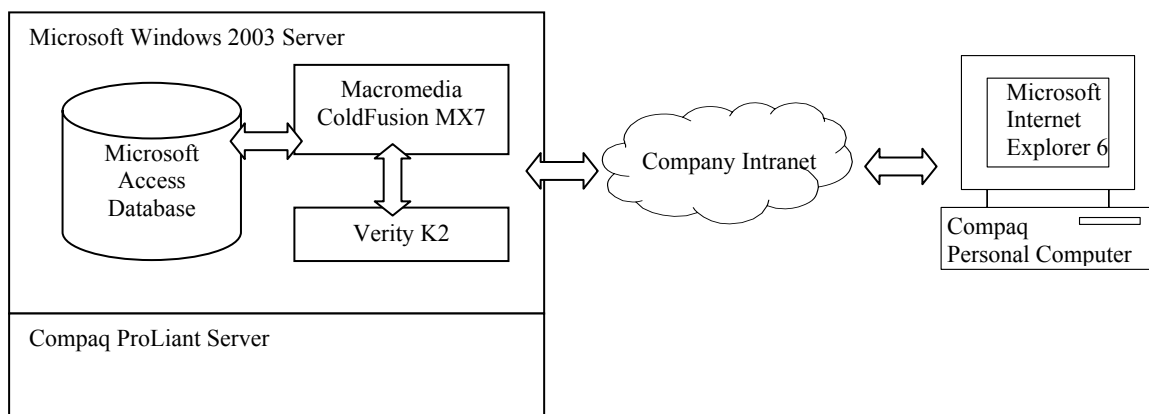 Microsoft Windows 2003 Server
Macromedia
ColdFusion MX7
Microsoft
Access
Database
Verity K2
Compaq ProLiant Server
Company Intranet
Microsoft
Internet
Explorer 6
Compaq
Personal Computer